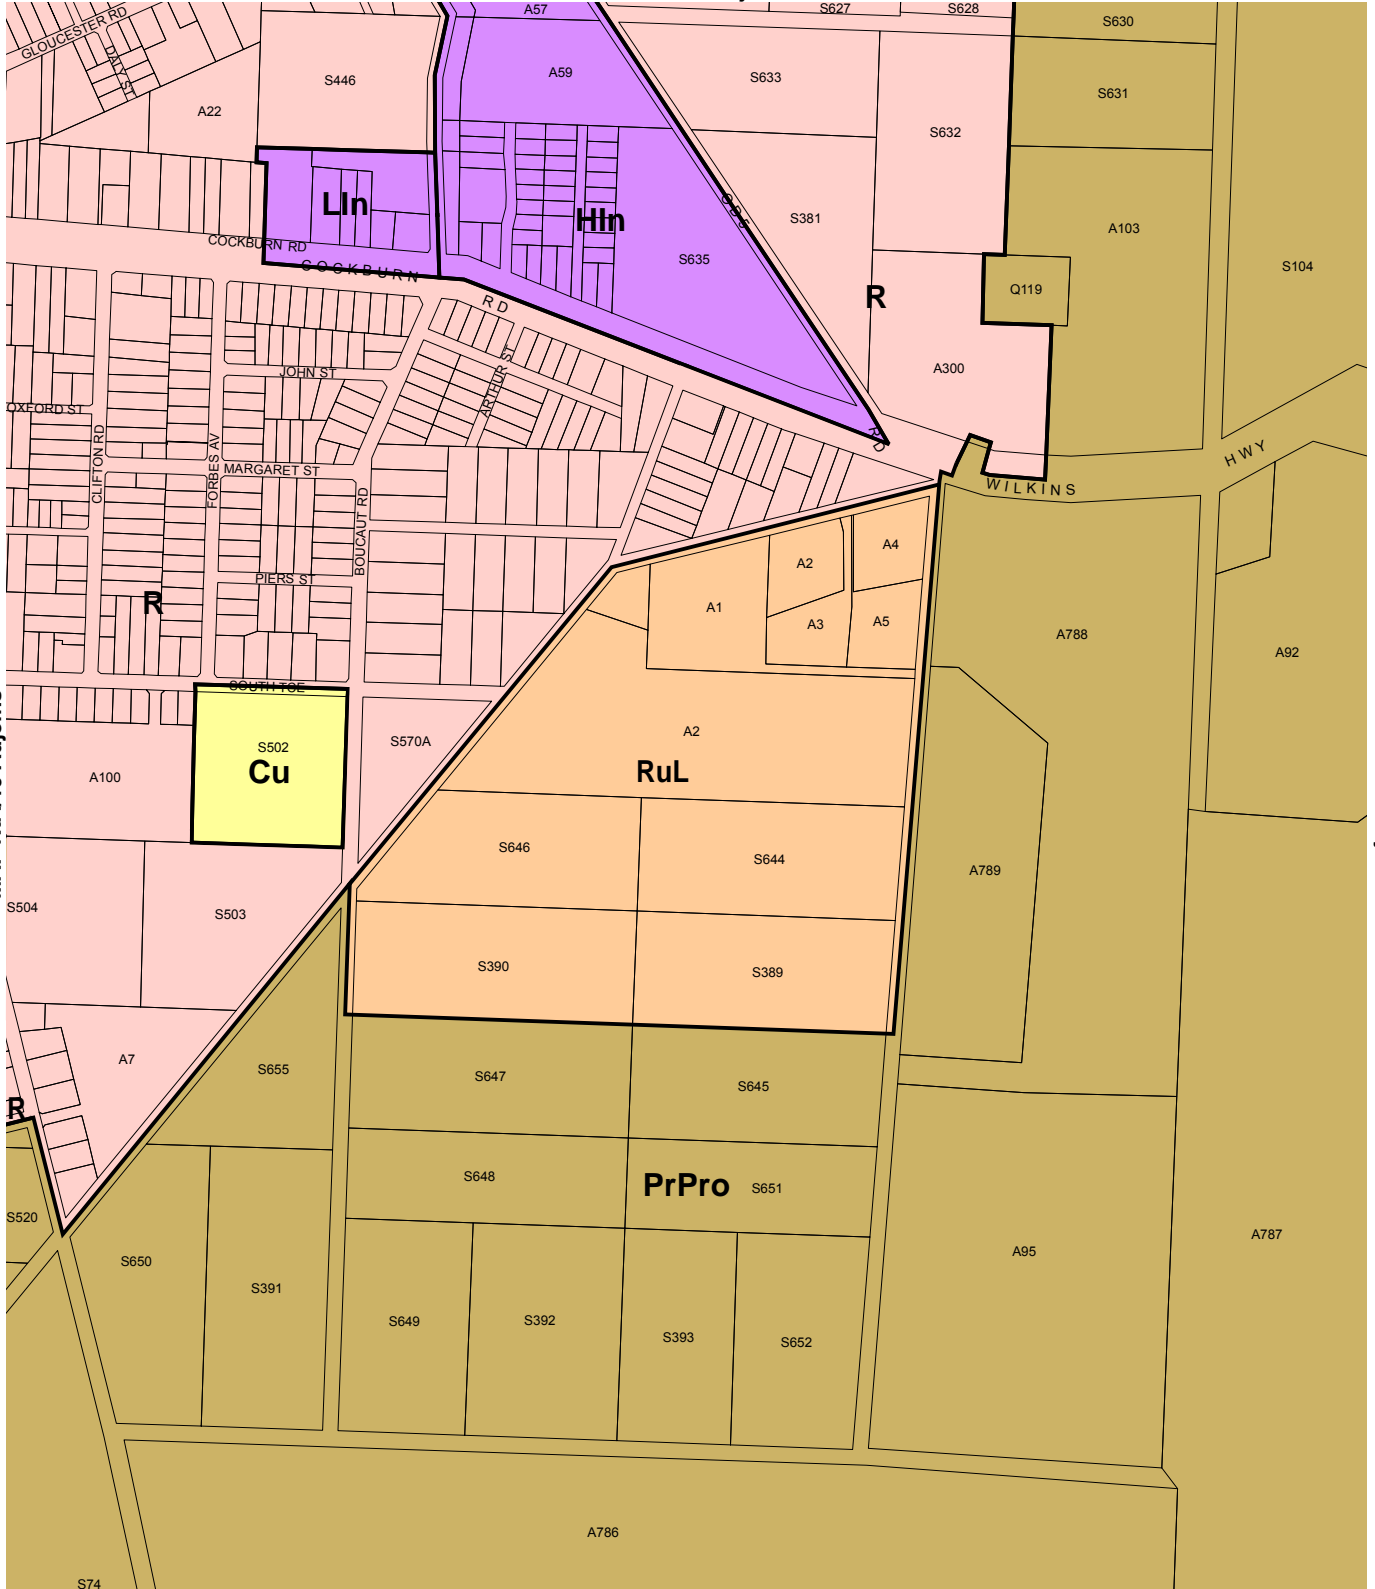 A57
S627
S628
GLOUCESTER RD
S630
DALY ST
A59
S633
S446
S631
A22
S632
LIn
HIn
ODS
S381
A103
COCKBURN RD
S635
S104
COCKBURN
RD
Q119
R
ARTHUR ST
JOHN ST
A300
OXFORD ST
CLIFTON RD
FORBES AV
RD
HWY
MARGARET ST
WILKINS
BOUCAUT RD
A4
A2
PIERS ST
R
A1
A3
A5
A788
A92
SOUTH TCE
S502
Cu
S570A
A2
RuL
A100
S646
S644
A789
S504
S503
S390
S389
A7
S655
S647
S645
R
S648
PrPro
S651
S520
S650
A787
A95
S391
S649
S392
S393
S652
A786
S74